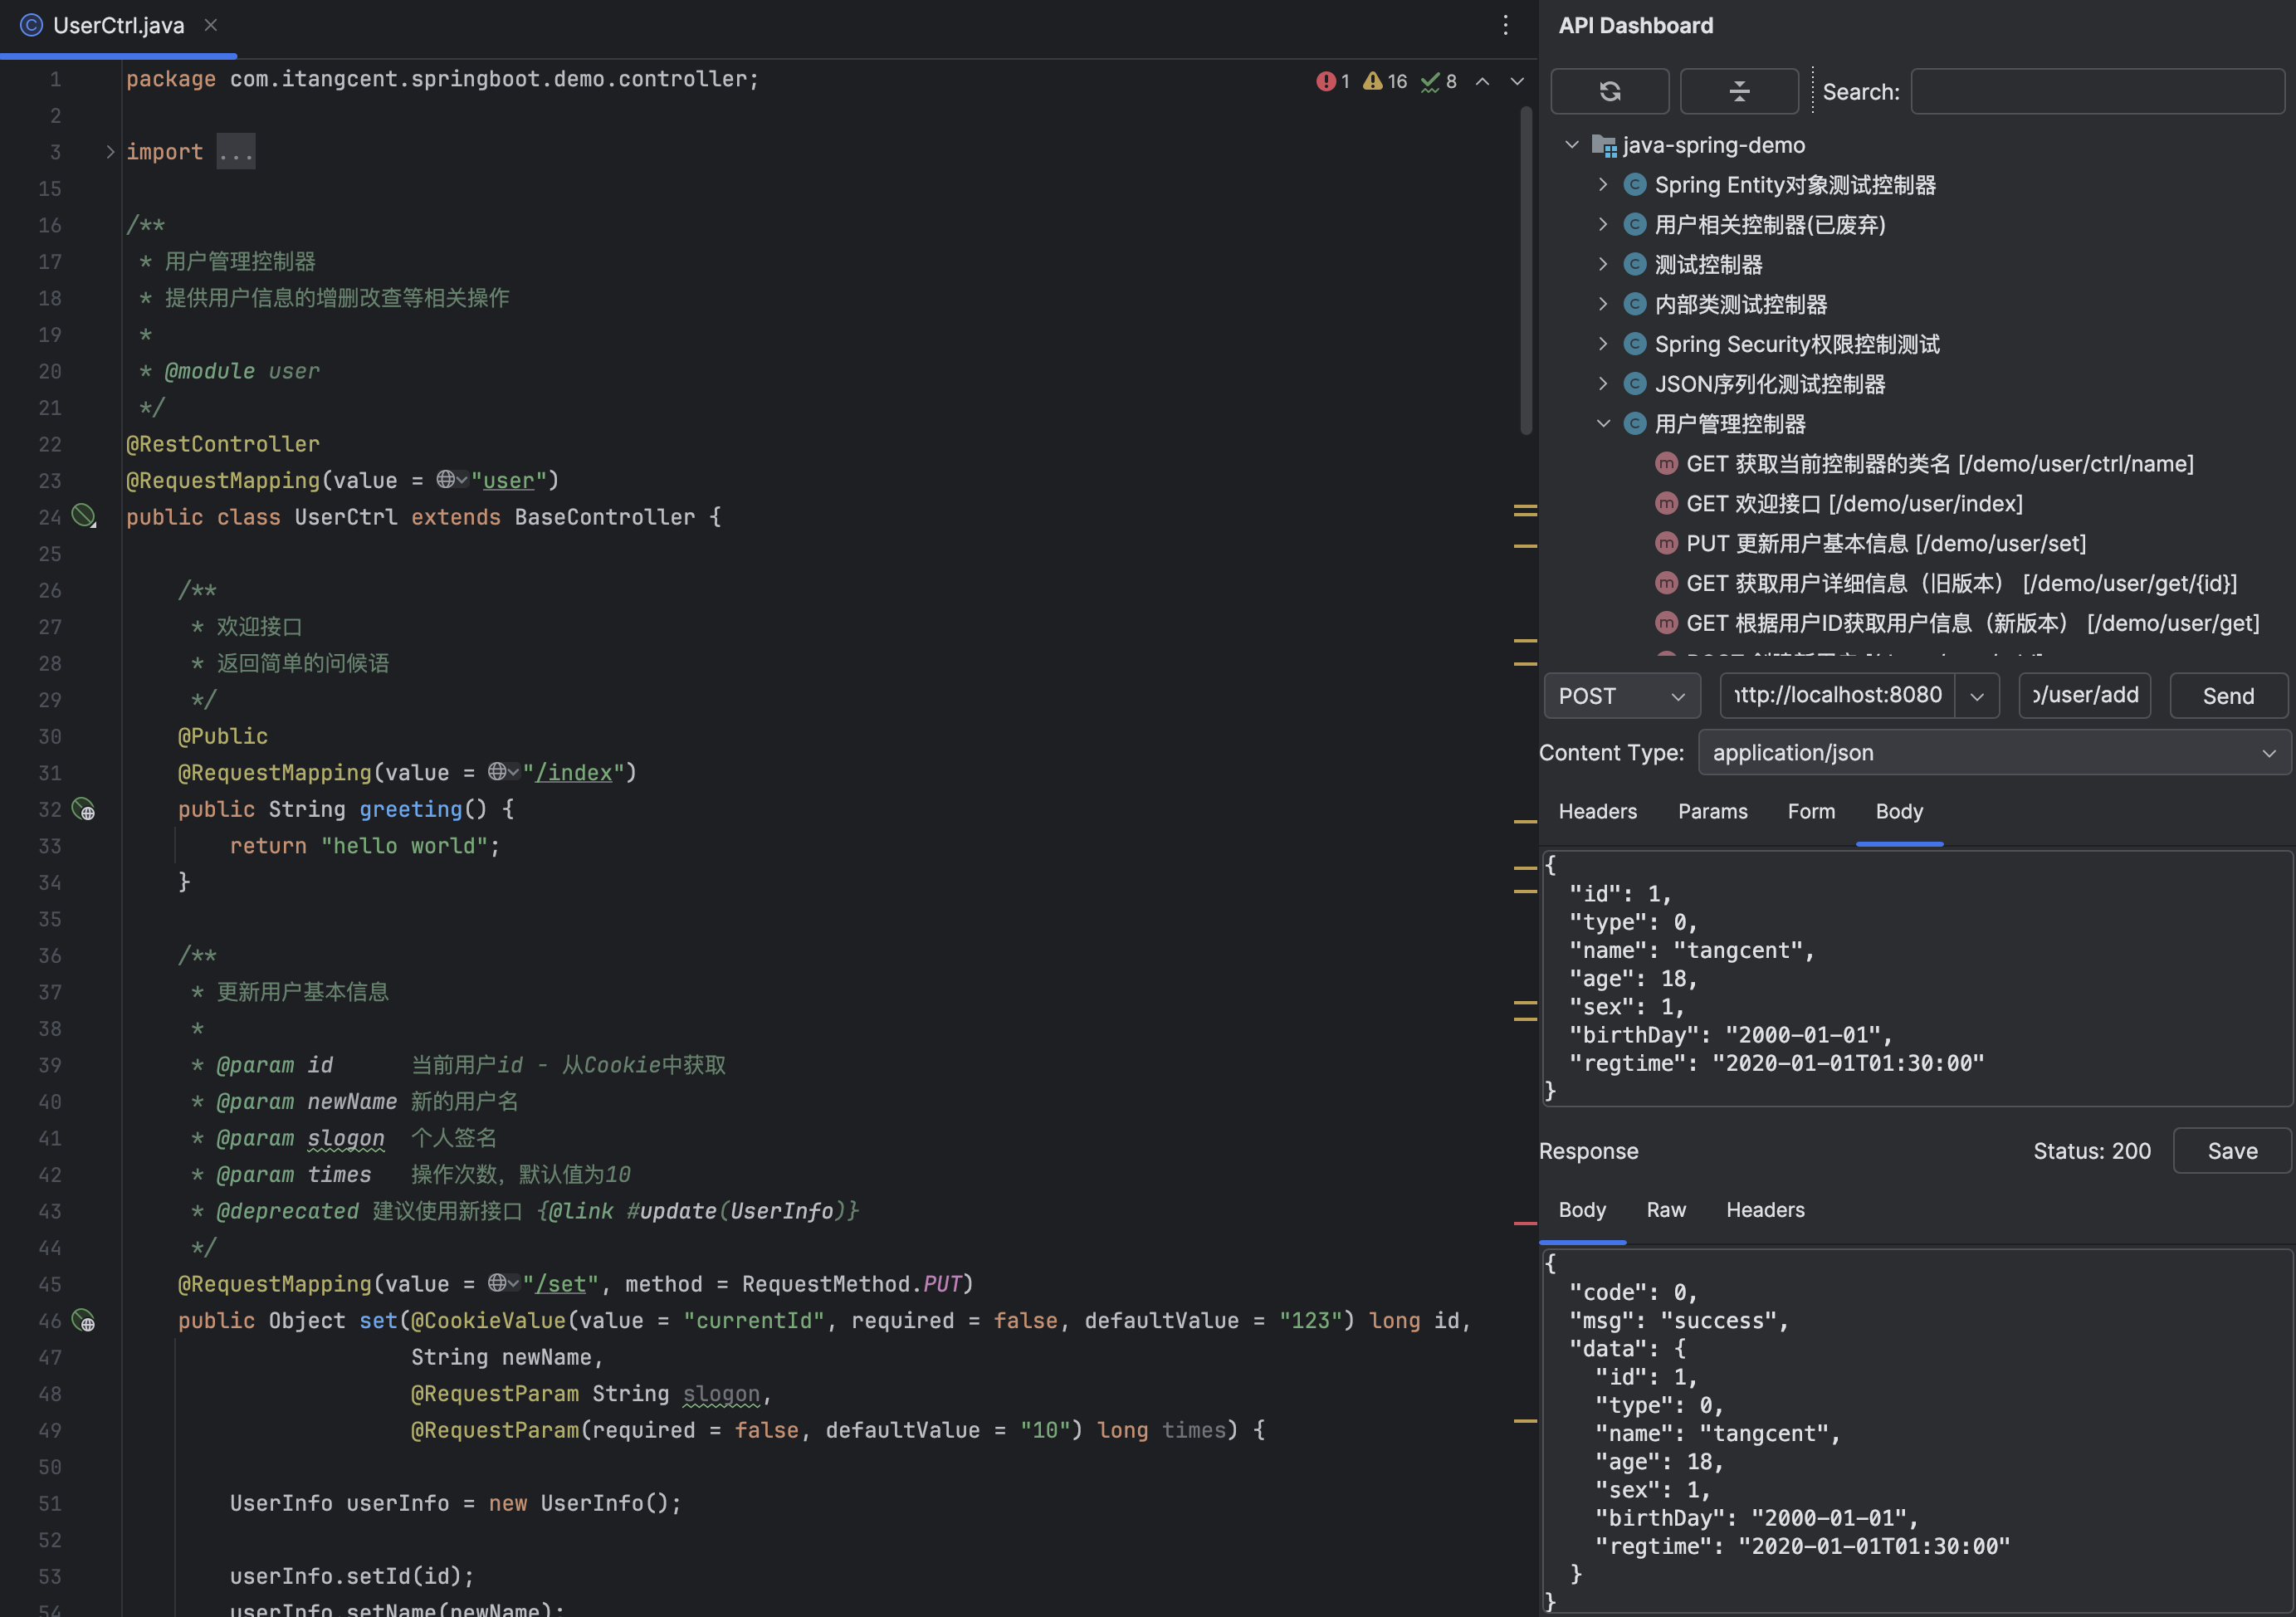 UserCtrl.java
1 package com.itangcent.springboot.demo.controller;
1 16 8
2
3 import ...
15
16 /**
17 * 用户管理控制器
18 * 提供用户信息的增删改查等相关操作
19 *
20 * @module user
21 */
22 @RestController
23 @RequestMapping(value = "user")
24 public class UserCtrl extends BaseController {
25
26 /**
27 * 欢迎接口
28 * 返回简单的问候语
29 */
30 @Public
31 @RequestMapping(value = "/index")
32 public String greeting() {
33 return "hello world";
34 }
35
36 /**
37 * 更新用户基本信息
38 *
39 * @param id 当前用户id - 从Cookie中获取
40 * @param newName 新的用户名
41 * @param slogon 个人签名
42 * @param times 操作次数，默认值为10
43 * @deprecated 建议使用新接口 {@link #update(UserInfo)}
44 */
45 @RequestMapping(value = "/set", method = RequestMethod.PUT)
46 public Object set(@CookieValue(value = "currentId", required = false, defaultValue = "123") long id,
47 String newName,
48 @RequestParam String slogon,
49 @RequestParam(required = false, defaultValue = "10") long times) {
50
51 UserInfo userInfo = new UserInfo();
52
53 userInfo.setId(id);
54 userInfo.setName(newName);
API Dashboard
Search:
java-spring-demo
Spring Entity对象测试控制器
用户相关控制器(已废弃)
测试控制器
内部类测试控制器
Spring Security权限控制测试
JSON序列化测试控制器
用户管理控制器
GET 获取当前控制器的类名 [/demo/user/ctrl/name]
GET 欢迎接口 [/demo/user/index]
PUT 更新用户基本信息 [/demo/user/set]
GET 获取用户详细信息（旧版本） [/demo/user/get/{id}]
GET 根据用户ID获取用户信息（新版本） [/demo/user/get]
POST http://localhost:8080 o/user/add Send
Content Type: application/json
Headers Params Form Body
{
"id": 1,
"type": 0,
"name": "tangcent",
"age": 18,
"sex": 1,
"birthDay": "2000-01-01",
"regtime": "2020-01-01T01:30:00"
}
Response Status: 200 Save
Body Raw Headers
{
"code": 0,
"msg": "success",
"data": {
"id": 1,
"type": 0,
"name": "tangcent",
"age": 18,
"sex": 1,
"birthDay": "2000-01-01",
"regtime": "2020-01-01T01:30:00"
}
}